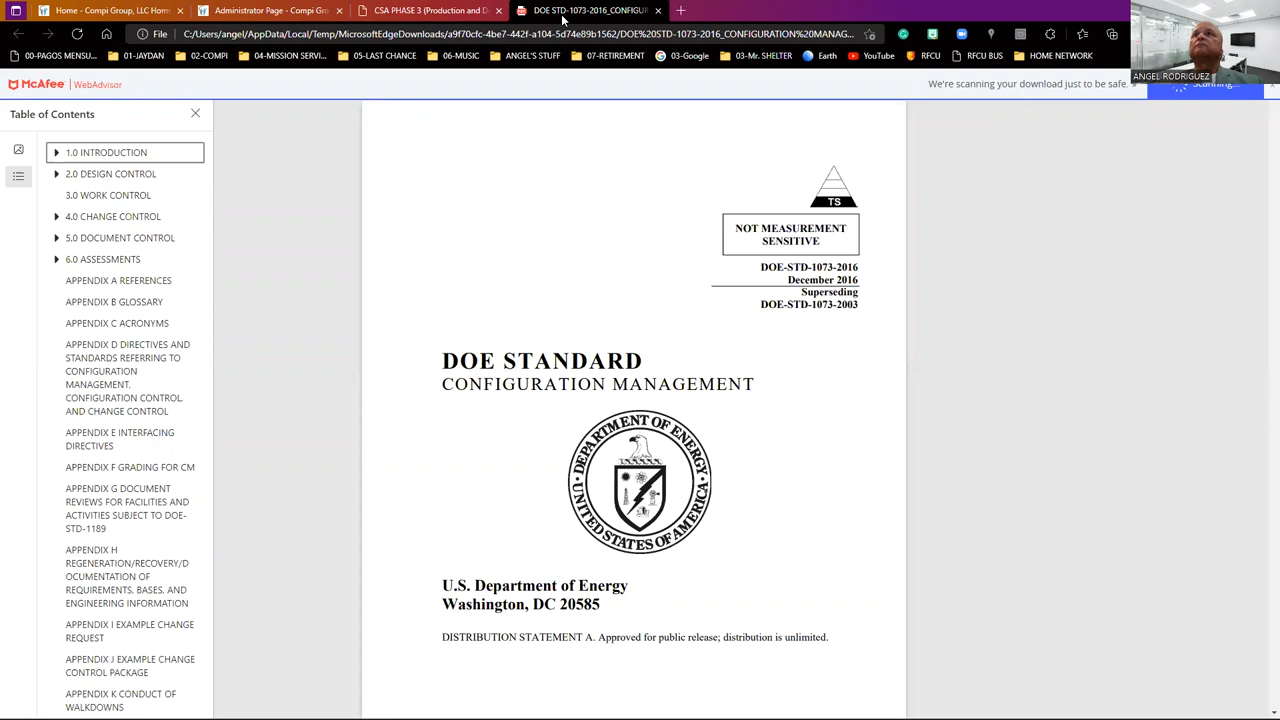 Home - Compi Group, LLC Hom
Administrator Page - Compi Gro
CSA PHASE 3 (Production and D
DOE STD-1073-2016_CONFIGUR
File
C:/Users/angel/AppData/Local/Temp/MicrosoftEdgeDownloads/a9f70cfc-4be7-442f-a104-5d74e89b1562/DOE%20STD-1073-2016_CONFIGURATION%20MANAG...
00-PAGOS MENSU...
01-JAYDAN
02-COMPI
04-MISSION SERVI...
05-LAST CHANCE
06-MUSIC
ANGEL'S STUFF
07-RETIREMENT
03-Google
03-Mr. SHELTER
Earth
YouTube
RFCU
RFCU BUS
HOME NETWORK
ANGEL RODRIGUEZ
McAfee WebAdvisor
We're scanning your download just to be safe.
Scanning...
Table of Contents
1.0 INTRODUCTION
2.0 DESIGN CONTROL
3.0 WORK CONTROL
4.0 CHANGE CONTROL
5.0 DOCUMENT CONTROL
6.0 ASSESSMENTS
APPENDIX A REFERENCES
APPENDIX B GLOSSARY
APPENDIX C ACRONYMS
APPENDIX D DIRECTIVES AND
STANDARDS REFERRING TO
CONFIGURATION
MANAGEMENT,
CONFIGURATION CONTROL,
AND CHANGE CONTROL
APPENDIX E INTERFACING
DIRECTIVES
APPENDIX F GRADING FOR CM
APPENDIX G DOCUMENT
REVIEWS FOR FACILITIES AND
ACTIVITIES SUBJECT TO DOE-
STD-1189
APPENDIX H
REGENERATION/RECOVERY/D
OCUMENTATION OF
REQUIREMENTS, BASES, AND
ENGINEERING INFORMATION
APPENDIX I EXAMPLE CHANGE
REQUEST
APPENDIX J EXAMPLE CHANGE
CONTROL PACKAGE
APPENDIX K CONDUCT OF
WALKDOWNS
TS
NOT MEASUREMENT
SENSITIVE
DOE-STD-1073-2016
December 2016
Superseding
DOE-STD-1073-2003
DOE STANDARD
CONFIGURATION MANAGEMENT
DEPARTMENT OF ENERGY
UNITED STATES OF AMERICA
U.S. Department of Energy
Washington, DC 20585
DISTRIBUTION STATEMENT A. Approved for public release; distribution is unlimited.